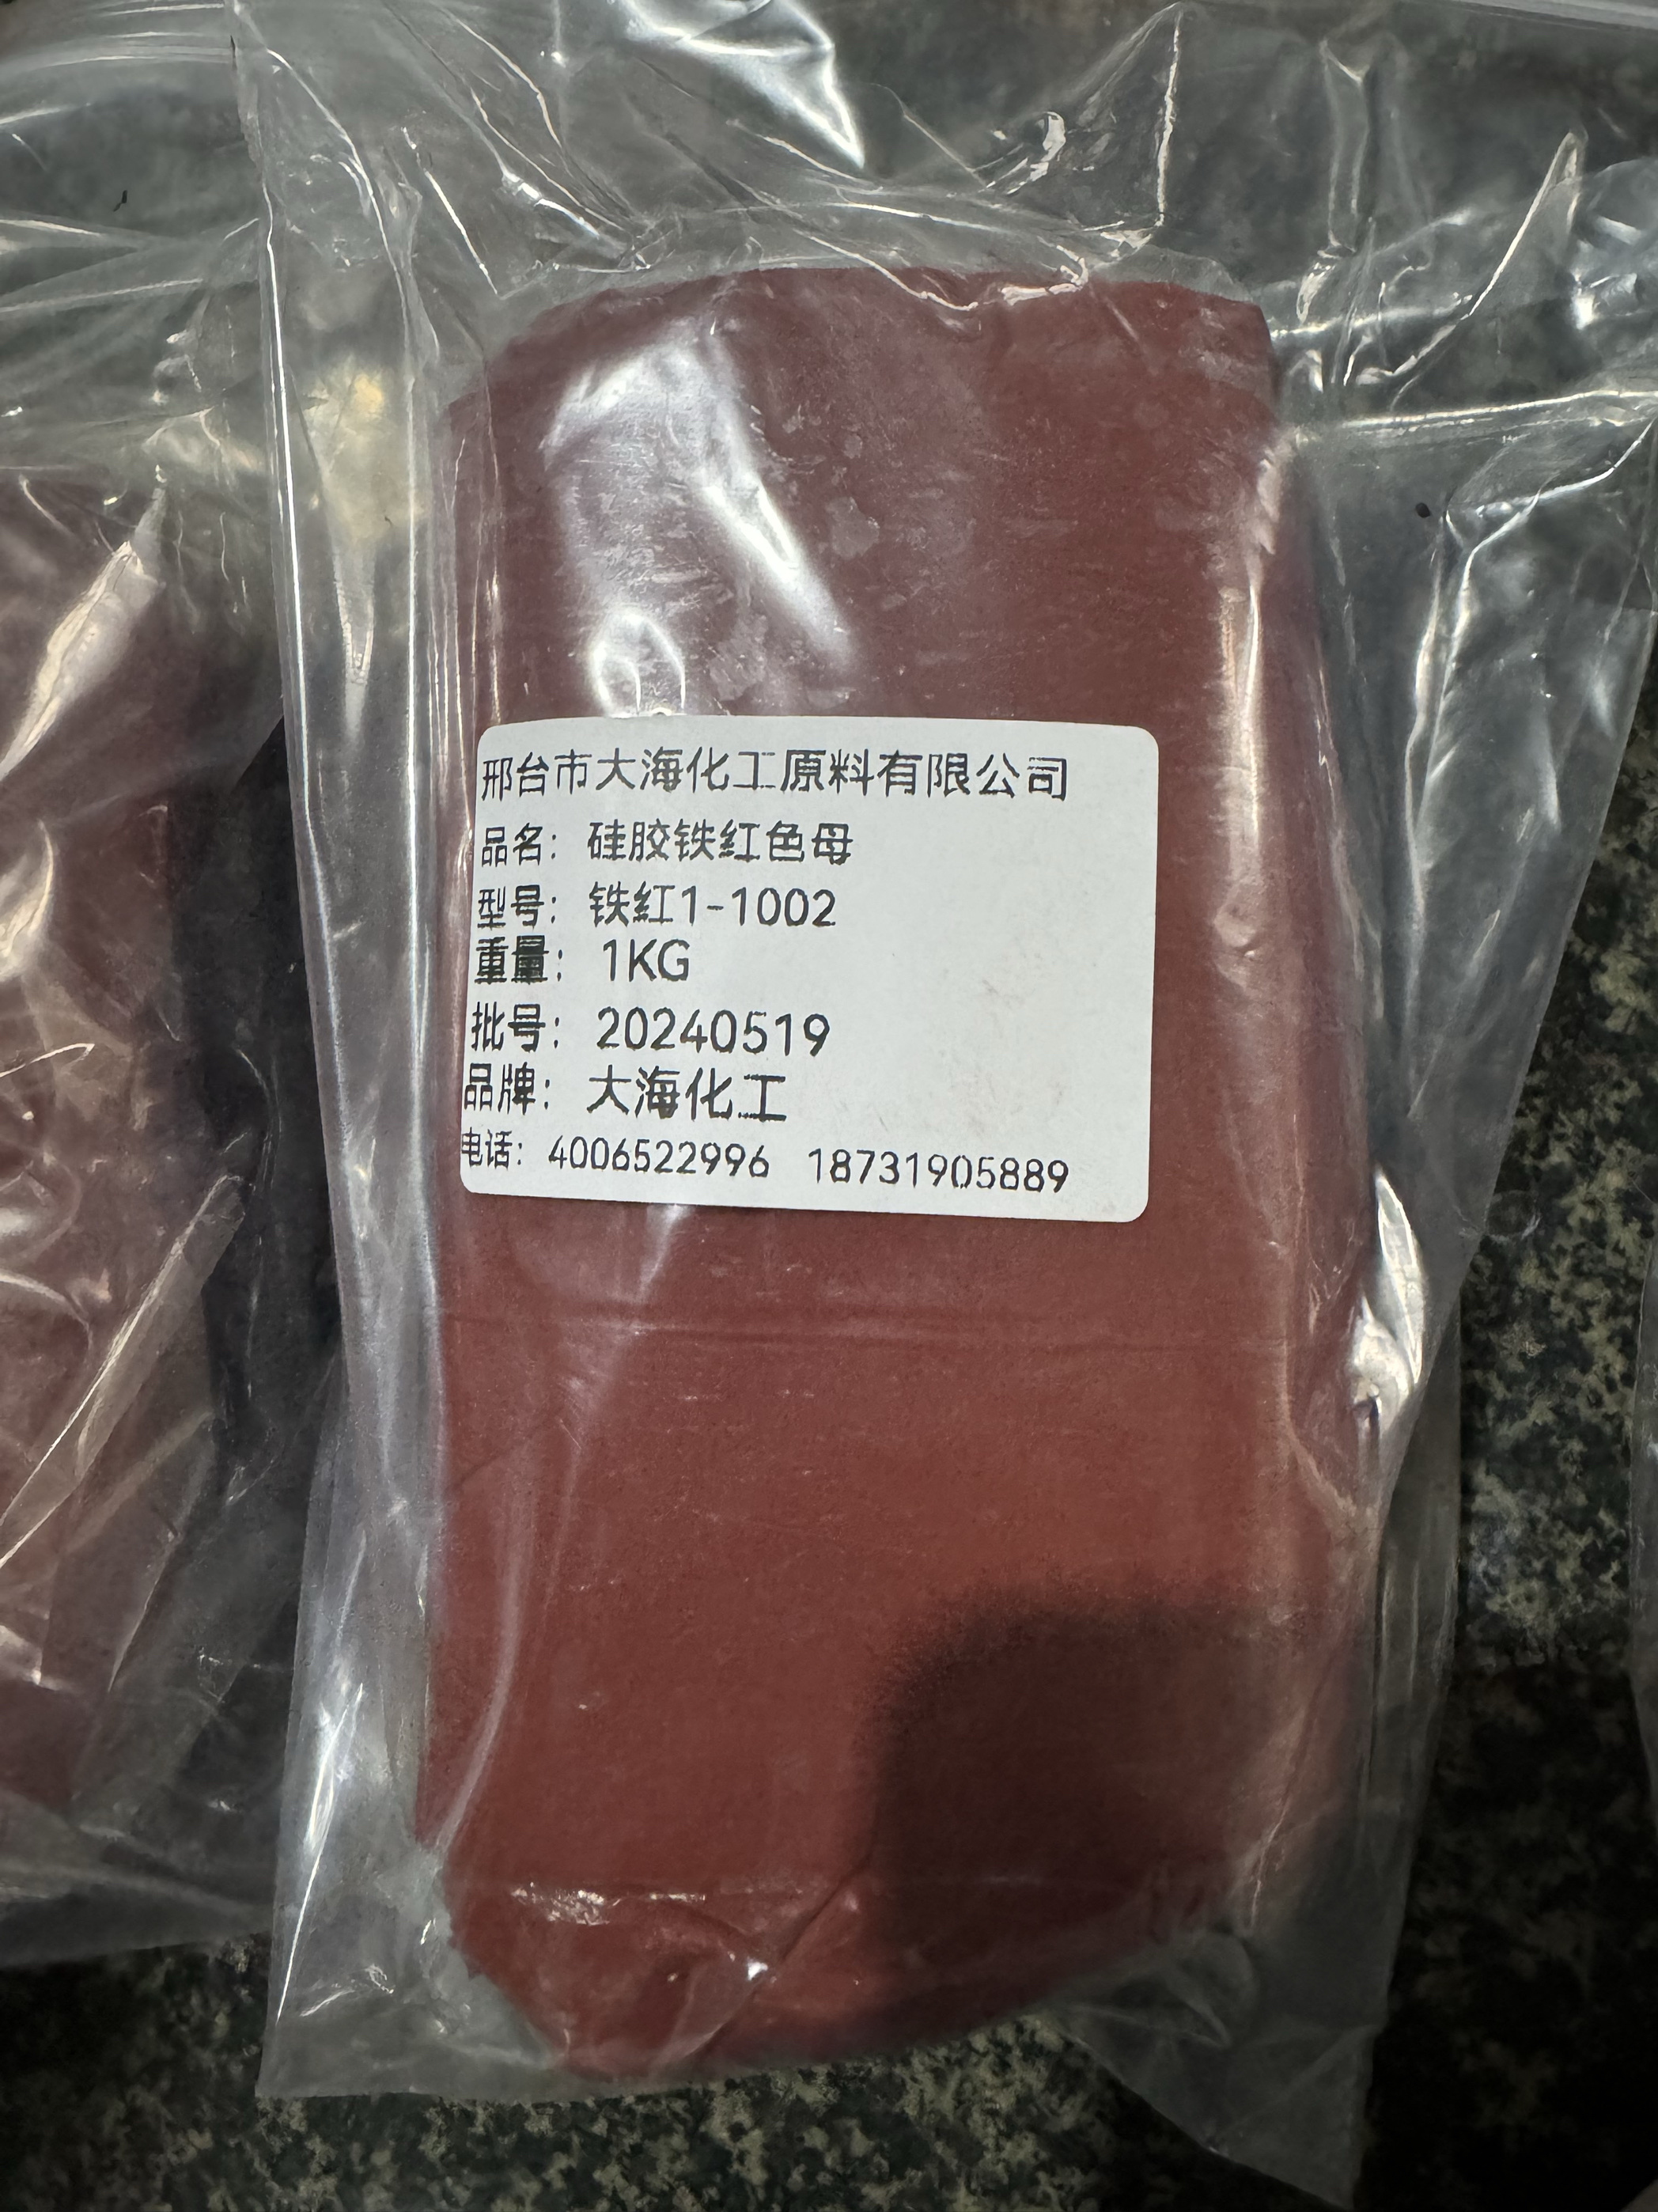 邢台市大海化工原料有限公司
品名：硅胶铁红色母
型号：铁红1-1002
重量：1KG
批号：20240519
品牌：大海化工
电话：4006522996 18731905889